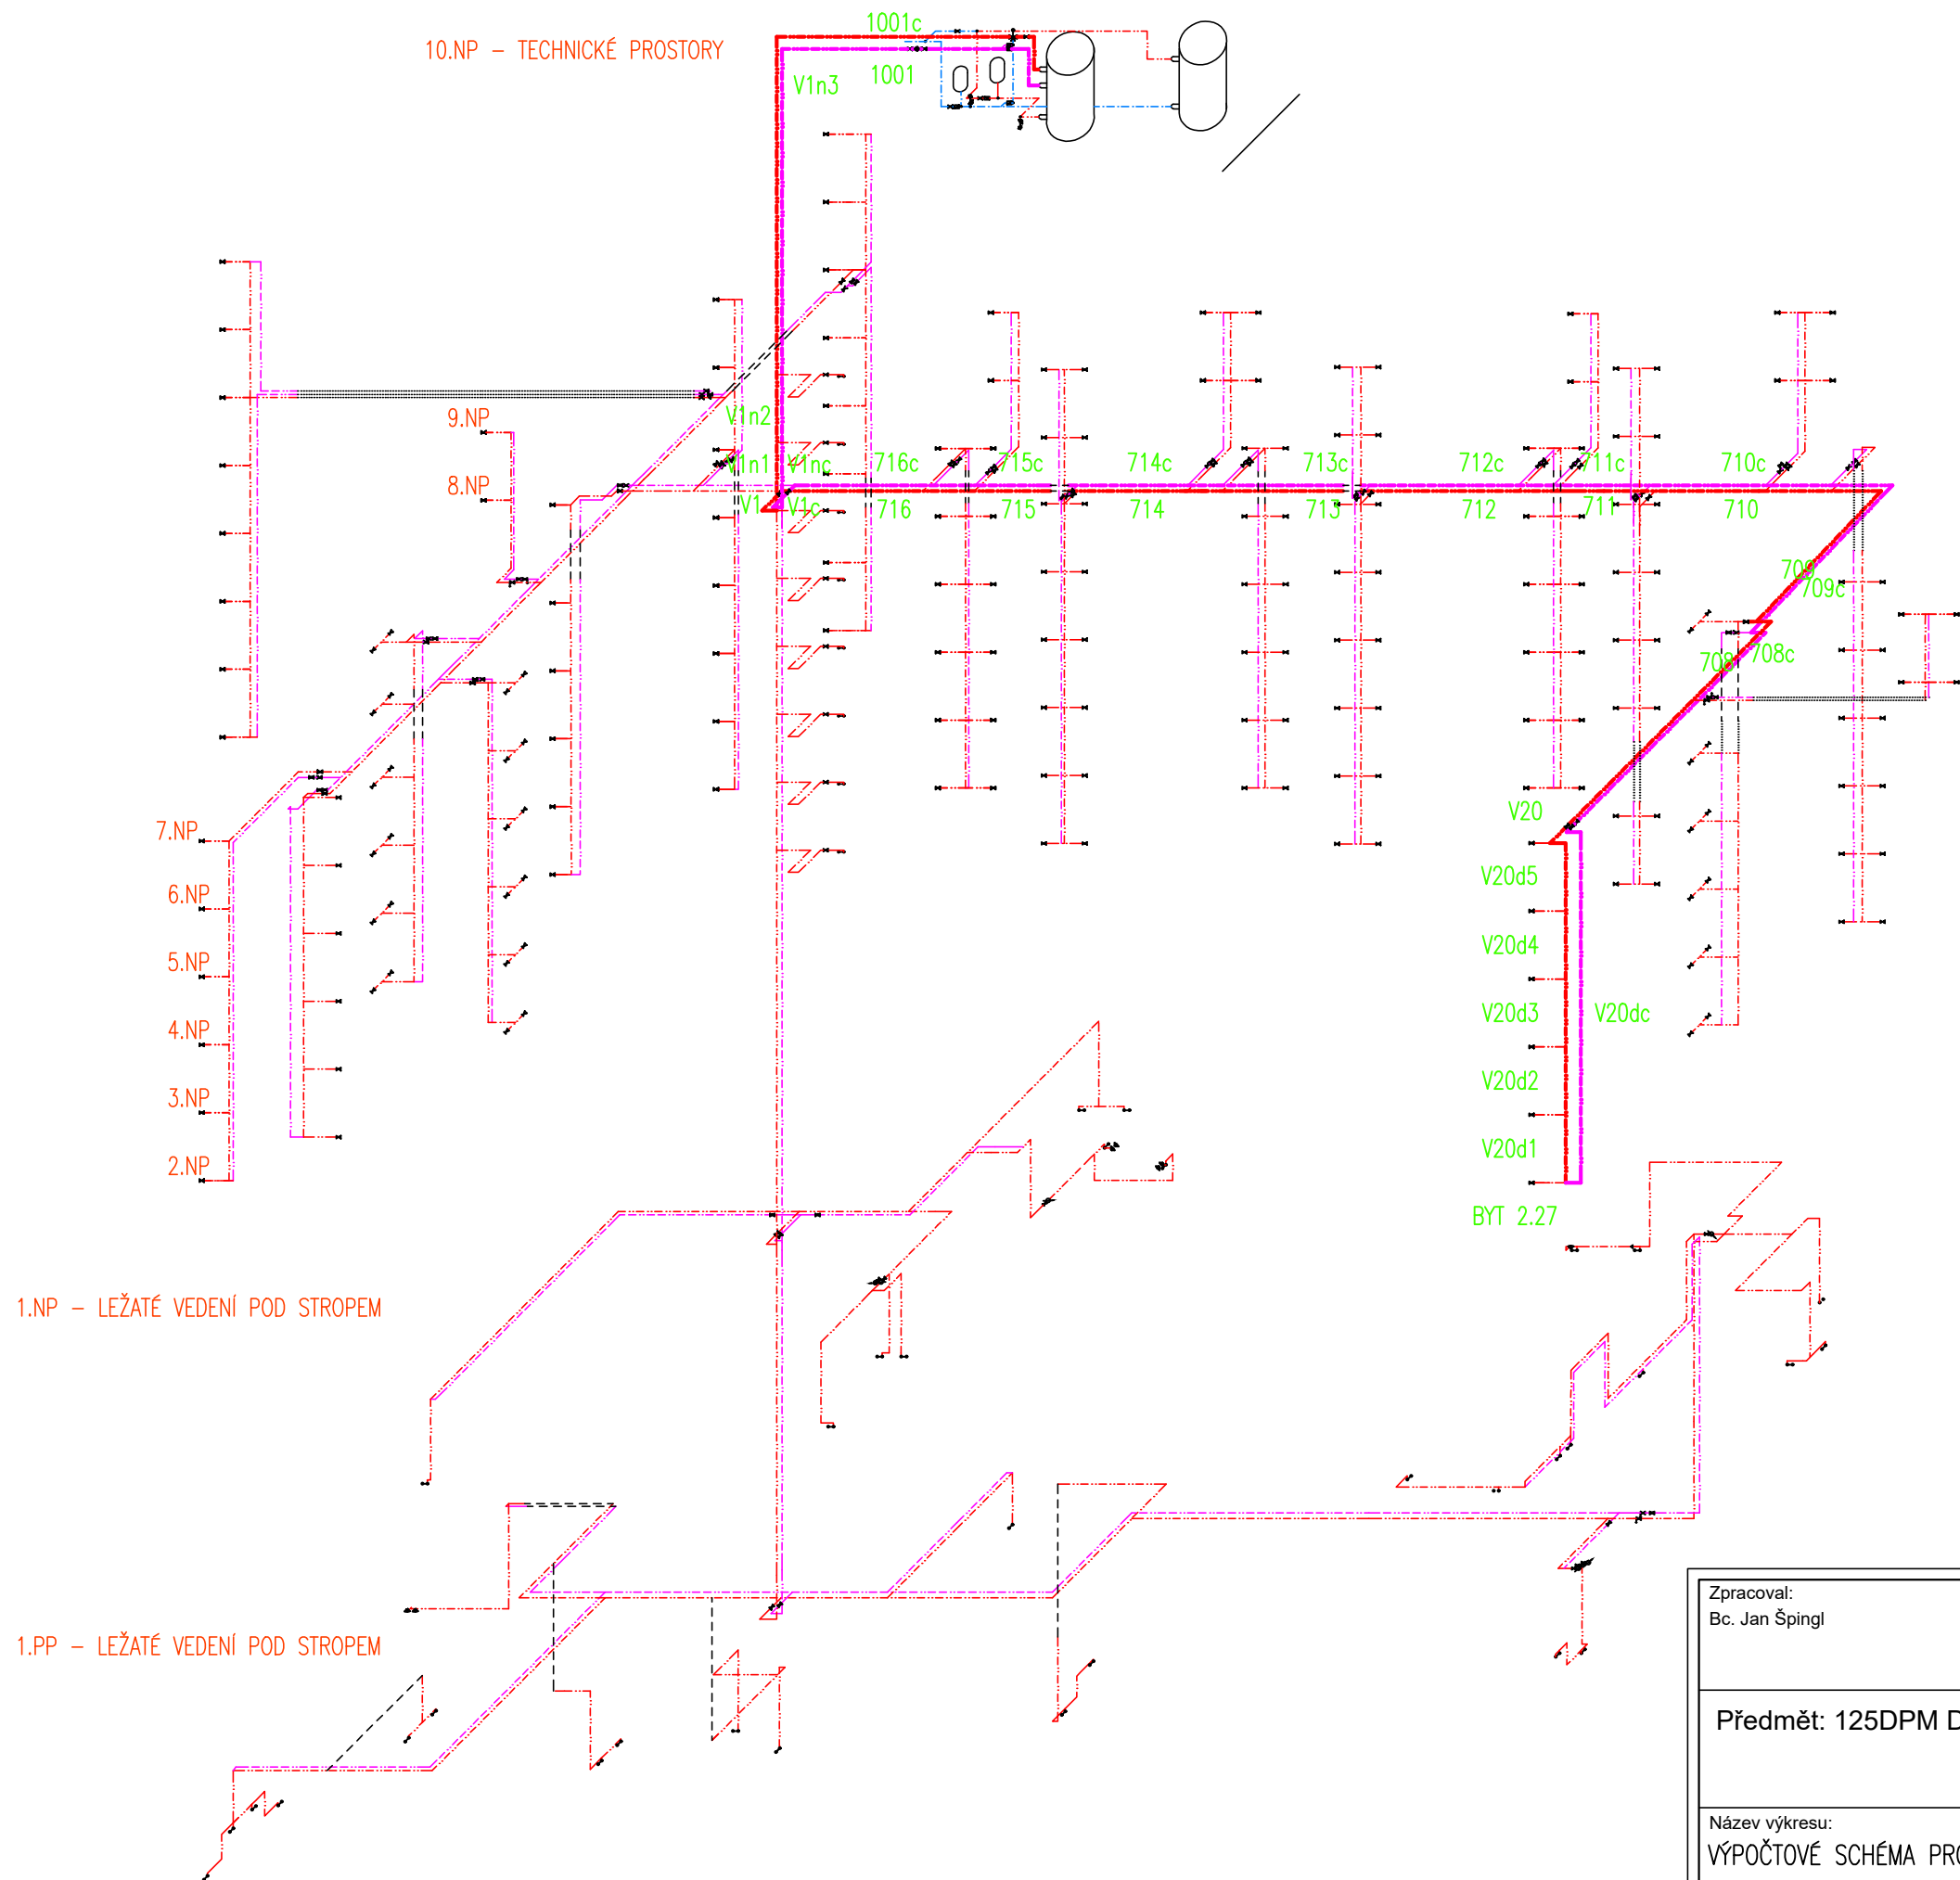 1001c
10.NP – TECHNICKÉ PROSTORY
1001
V1n3
9.NP
V1n2
V1n1
V1nc
716c
715c
714c
713c
712c
711c
710c
8.NP
V1
V1c
716
715
714
713
712
711
710
709
709c
708
708c
V20
7.NP
V20d5
6.NP
V20d4
5.NP
V20d3
V20dc
4.NP
V20d2
3.NP
V20d1
2.NP
BYT 2.27
1.NP – LEŽATÉ VEDENÍ POD STROPEM
1.PP – LEŽATÉ VEDENÍ POD STROPEM
Zpracoval:
Bc. Jan Špingl
Předmět: 125DPM D
Název výkresu:
VÝPOČTOVÉ SCHÉMA PRO